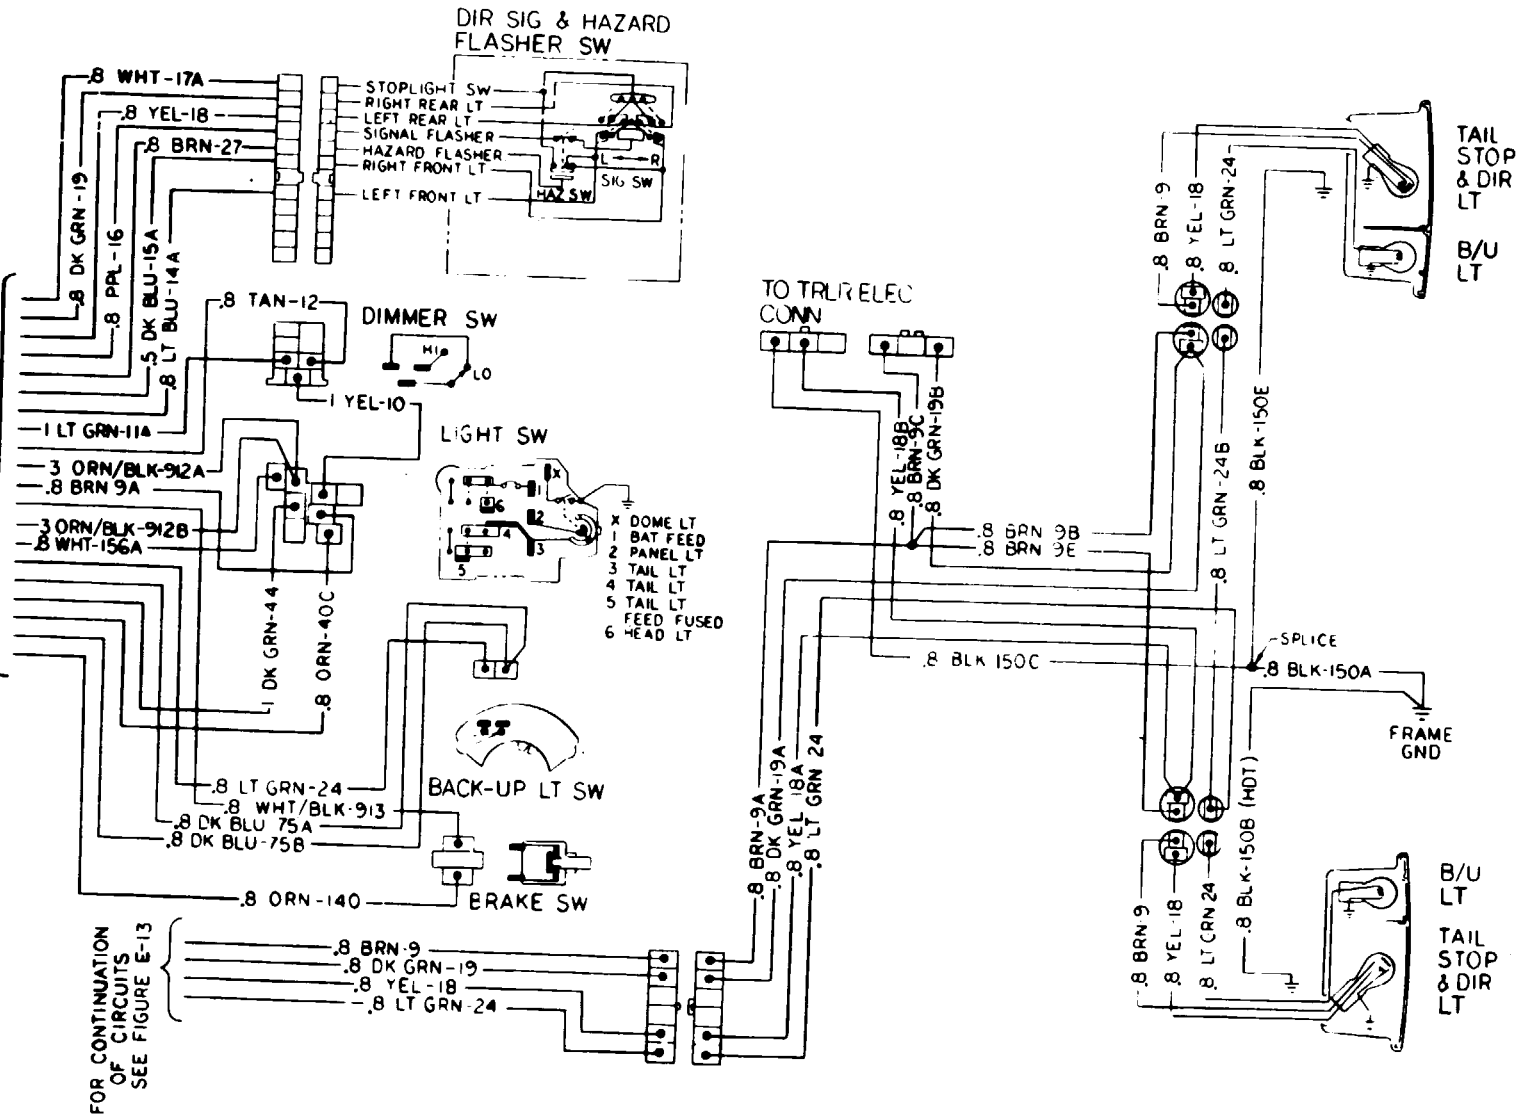 DIR SIG & HAZARD
FLASHER SW
.8 WHT-17A
.8 YEL-18
.8 BRN-27
.8 DK GRN-19
.8 PPL-16
.5 DK BLU-15A
.8 LT BLU-14A
STOPLIGHT SW
RIGHT REAR LT
LEFT REAR LT
SIGNAL FLASHER
HAZARD FLASHER
RIGHT FRONT LT
LEFT FRONT LT
L R
SIG SW
HAZ SW
.8 TAN-12
DIMMER SW
HI
LO
1 YEL-10
1 LT GRN-11A
3 ORN/BLK-912A
.8 BRN 9A
3 ORN/BLK-912B
.8 WHT-156A
LIGHT SW
X
1
2
3
4
5
6
X DOME LT
1 BAT FEED
2 PANEL LT
3 TAIL LT
4 TAIL LT
5 TAIL LT
FEED FUSED
6 HEAD LT
1 DK GRN-44
.8 ORN-40C
BACK-UP LT SW
.8 LT GRN-24
.8 WHT/BLK-913
.8 DK BLU 75A
.8 DK BLU-75B
BRAKE SW
.8 ORN-140
FOR CONTINUATION
OF CIRCUITS
SEE FIGURE E-13
.8 BRN-9
.8 DK GRN-19
.8 YEL-18
.8 LT GRN-24
.8 BRN-9A
.8 DK GRN-19A
.8 YEL 18A
.8 LT GRN 24
TO TRLR ELEC
CONN
.8 YEL-18B
.8 BRN-9C
.8 DK GRN-19B
.8 BRN 9B
.8 BRN 9E
.8 BLK 150C
.8 BRN-9
.8 YEL-18
.8 LT GRN-24
.8 LT GRN-24B
.8 BLK-150E
TAIL
STOP
& DIR
LT
B/U
LT
SPLICE
.8 BLK-150A
FRAME
GND
.8 BLK-150B (HDT)
.8 BRN-9
.8 YEL-18
.8 LT GRN 24
B/U
LT
TAIL
STOP
& DIR
LT